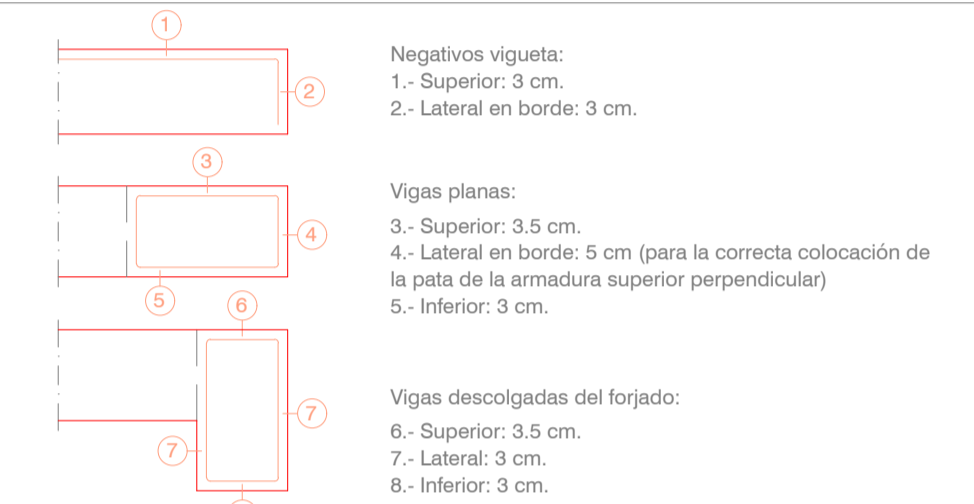 1
Negativos vigueta:
1.- Superior: 3 cm.
2
2.- Lateral en borde: 3 cm.
3
Vigas planas:
3.- Superior: 3.5 cm.
4
4.- Lateral en borde: 5 cm (para la correcta colocación de
la pata de la armadura superior perpendicular)
5
5.- Inferior: 3 cm.
6
Vigas descolgadas del forjado:
7
6.- Superior: 3.5 cm.
7
7.- Lateral: 3 cm.
8.- Inferior: 3 cm.